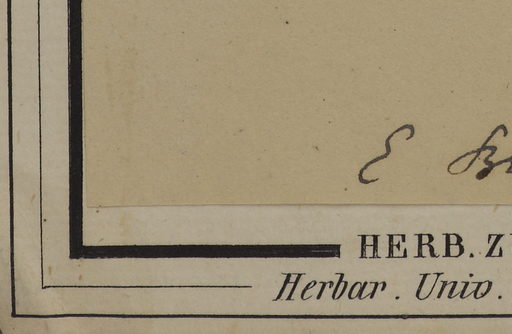 E
HERB. Z
Herbar. Univ.